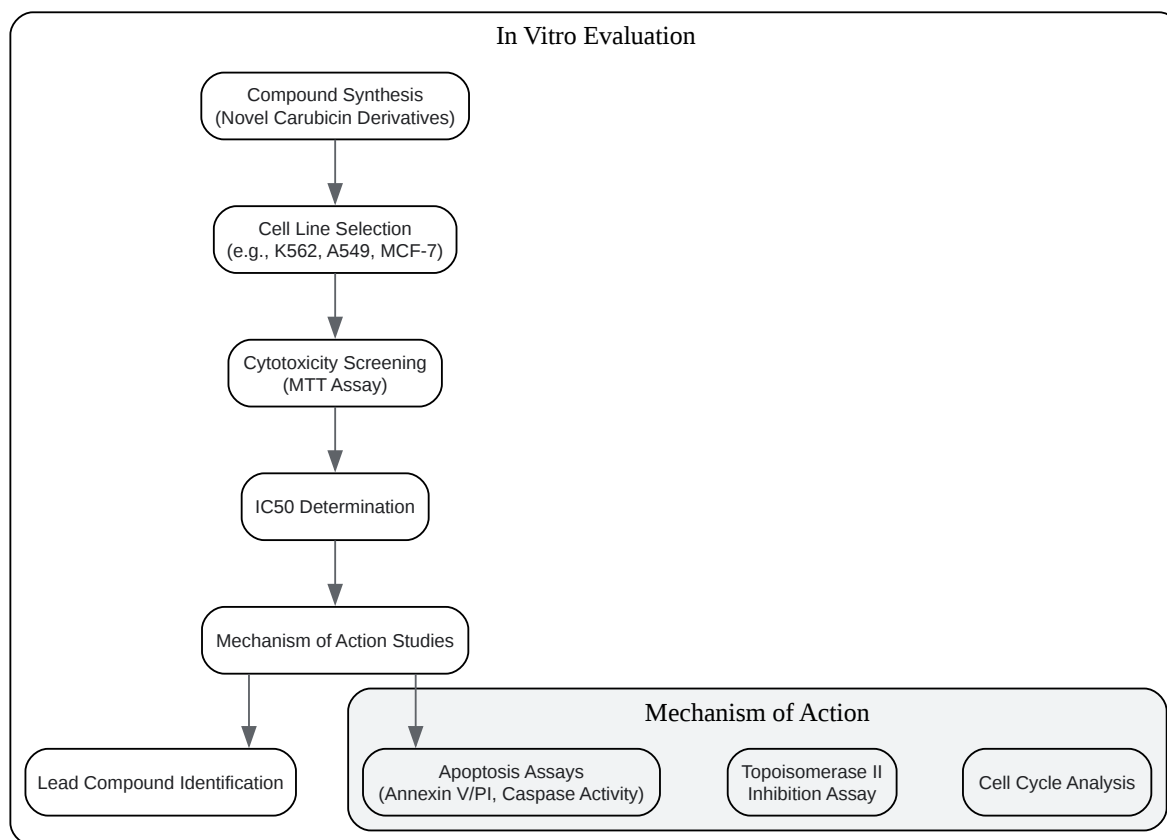 In Vitro Evaluation
Compound Synthesis
(Novel Carubicin Derivatives)
Cell Line Selection
(e.g., K562, A549, MCF-7)
Cytotoxicity Screening
(MTT Assay)
IC50 Determination
Mechanism of Action Studies
Mechanism of Action
Lead Compound Identification
Apoptosis Assays
(Annexin V/PI, Caspase Activity)
Topoisomerase II
Inhibition Assay
Cell Cycle Analysis